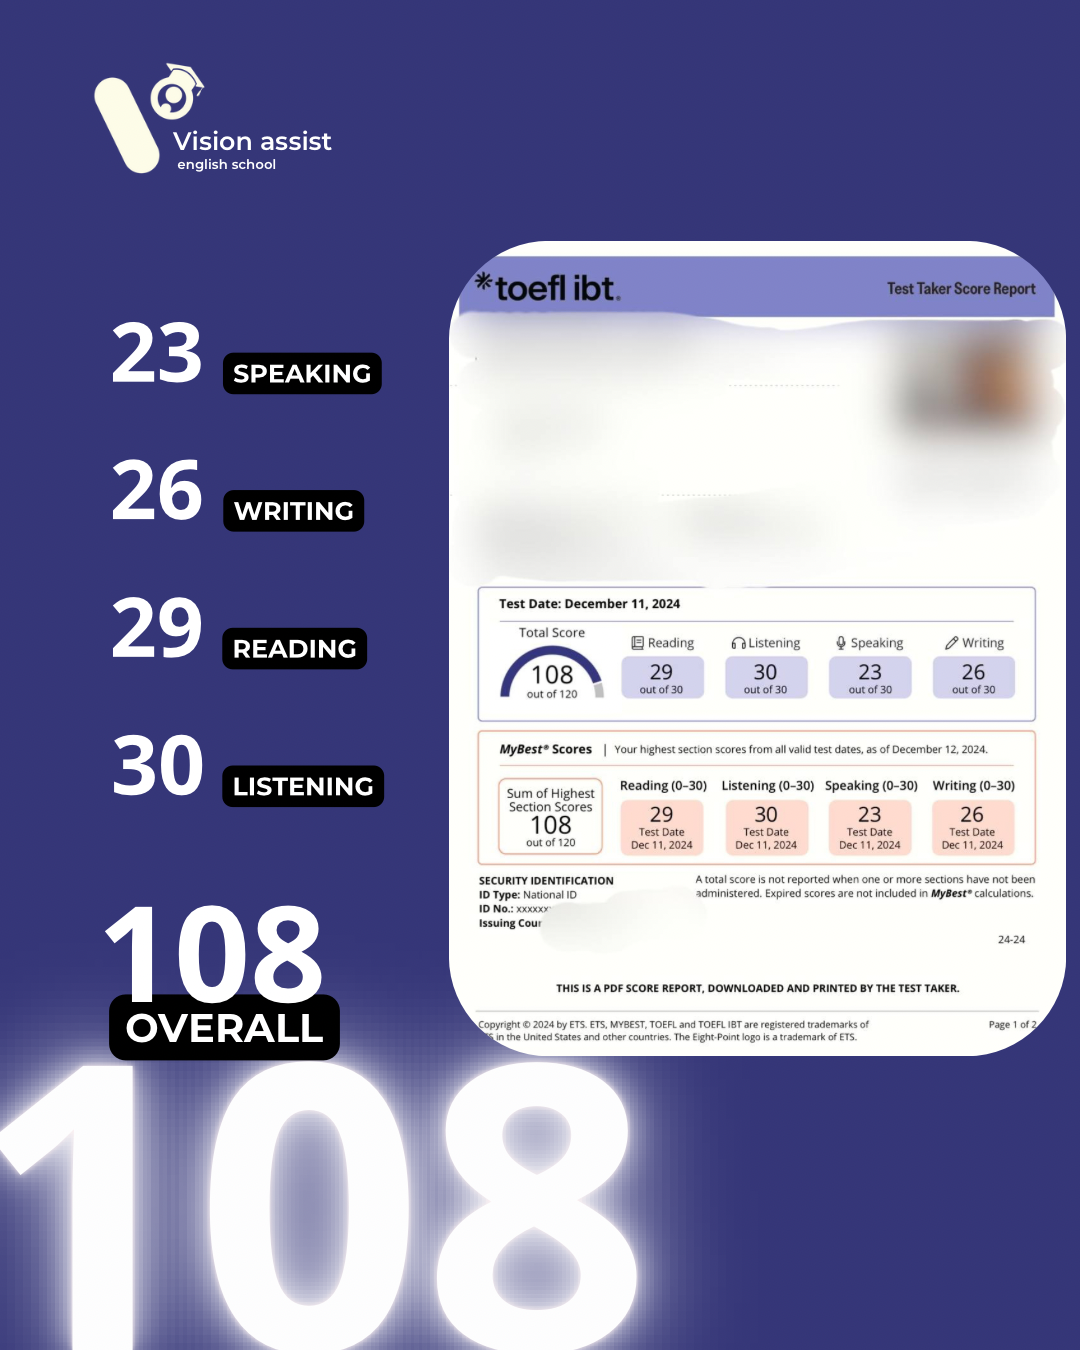 Vision assist
english school
23 SPEAKING
26 WRITING
29 READING
30 LISTENING
108
OVERALL
108
toefl ibt.
Test Taker Score Report
Test Date: December 11, 2024
Total Score
108
out of 120
Reading
29
out of 30
Listening
30
out of 30
Speaking
23
out of 30
Writing
26
out of 30
MyBest® Scores | Your highest section scores from all valid test dates, as of December 12, 2024.
Sum of Highest
Section Scores
108
out of 120
Reading (0–30)
29
Test Date
Dec 11, 2024
Listening (0–30)
30
Test Date
Dec 11, 2024
Speaking (0–30)
23
Test Date
Dec 11, 2024
Writing (0–30)
26
Test Date
Dec 11, 2024
SECURITY IDENTIFICATION
ID Type: National ID
ID No.: xxxxxx
Issuing Cour
A total score is not reported when one or more sections have not been
administered. Expired scores are not included in MyBest® calculations.
24-24
THIS IS A PDF SCORE REPORT, DOWNLOADED AND PRINTED BY THE TEST TAKER.
Copyright © 2024 by ETS. ETS, MYBEST, TOEFL and TOEFL IBT are registered trademarks of
in the United States and other countries. The Eight-Point logo is a trademark of ETS.
Page 1 of 2